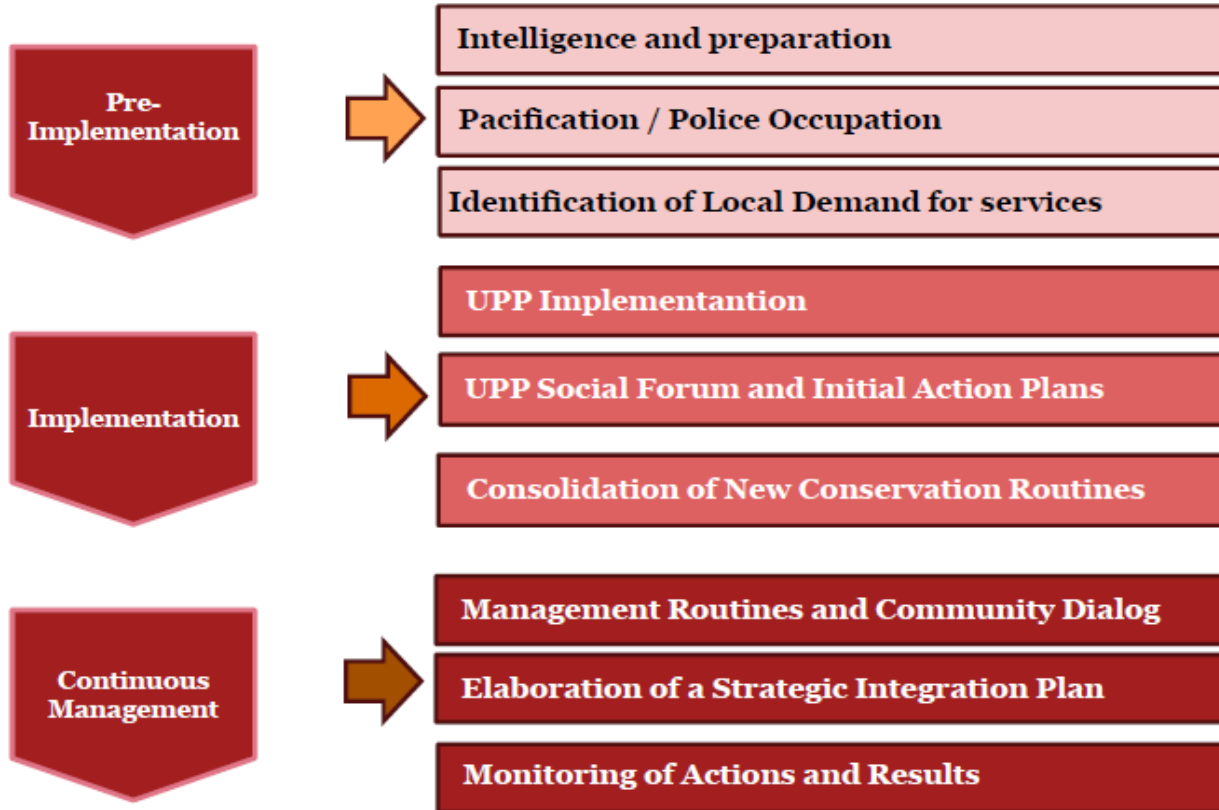 Pre-
Implementation
Intelligence and preparation
Pacification / Police Occupation
Identification of Local Demand for services
Implementation
UPP Implementantion
UPP Social Forum and Initial Action Plans
Consolidation of New Conservation Routines
Continuous
Management
Management Routines and Community Dialog
Elaboration of a Strategic Integration Plan
Monitoring of Actions and Results